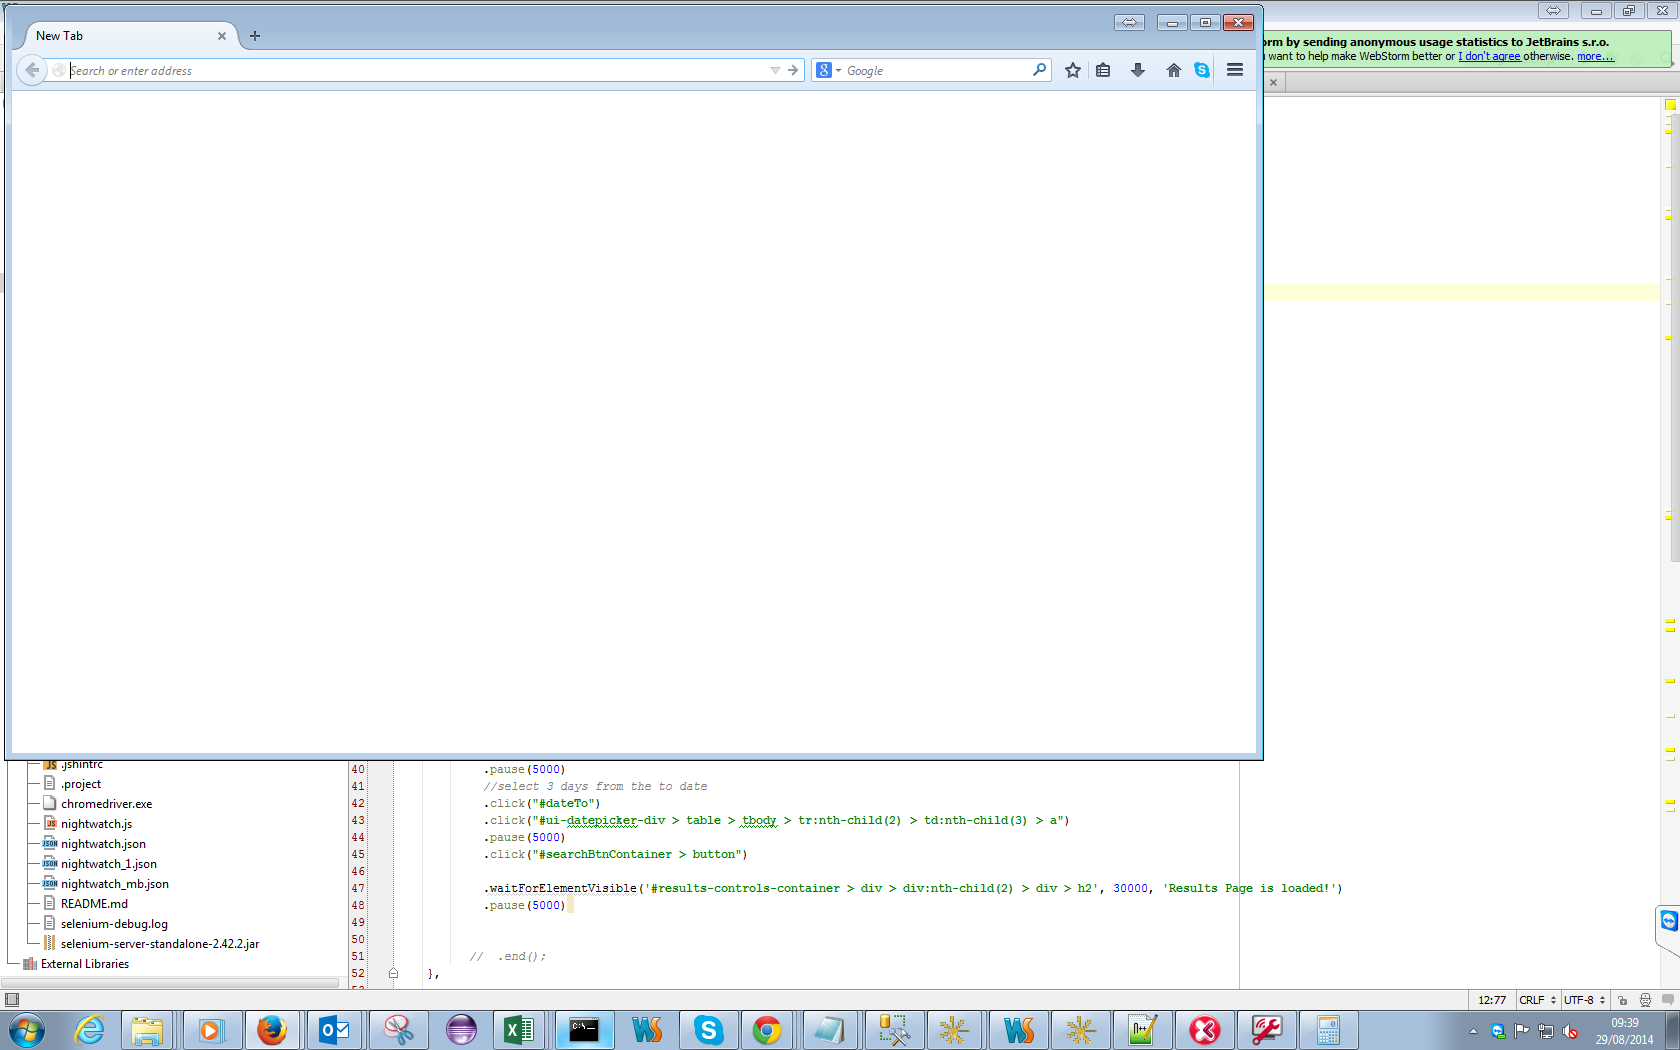 New Tab
Search or enter address
Google
orm by sending anonymous usage statistics to JetBrains s.r.o.
want to help make WebStorm better or I don't agree otherwise. more...
.jshintrc
.project
chromedriver.exe
nightwatch.js
nightwatch.json
nightwatch_1.json
nightwatch_mb.json
README.md
selenium-debug.log
selenium-server-standalone-2.42.2.jar
External Libraries
40 .pause(5000)
41 //select 3 days from the to date
42 .click("#dateTo")
43 .click("#ui-datepicker-div > table > tbody > tr:nth-child(2) > td:nth-child(3) > a")
44 .pause(5000)
45 .click("#searchBtnContainer > button")
46
47 .waitForElementVisible('#results-controls-container > div > div:nth-child(2) > div > h2', 30000, 'Results Page is loaded!')
48 .pause(5000)
49
50
51 // .end();
52 },
12:77 CRLF UTF-8
09:39
29/08/2014